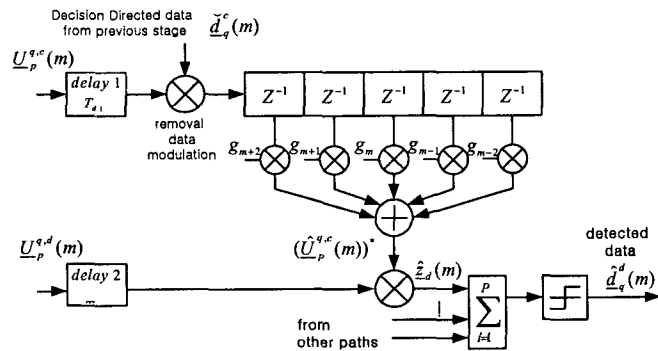 Decision Directed data
from previous stage
d̆_q^c(m)
U_p^{q,c}(m)
delay 1
T_{d1}
Z^{-1} Z^{-1} Z^{-1} Z^{-1} Z^{-1}
removal
data
modulation
g_{m+2} g_{m+1} g_m g_{m-1} g_{m-2}
U_p^{q,d}(m)
(Û_p^{q,c}(m))*
detected
data
d̂_q^d(m)
delay 2
ẑ_d(m)
P
∑
i=1
from
other paths